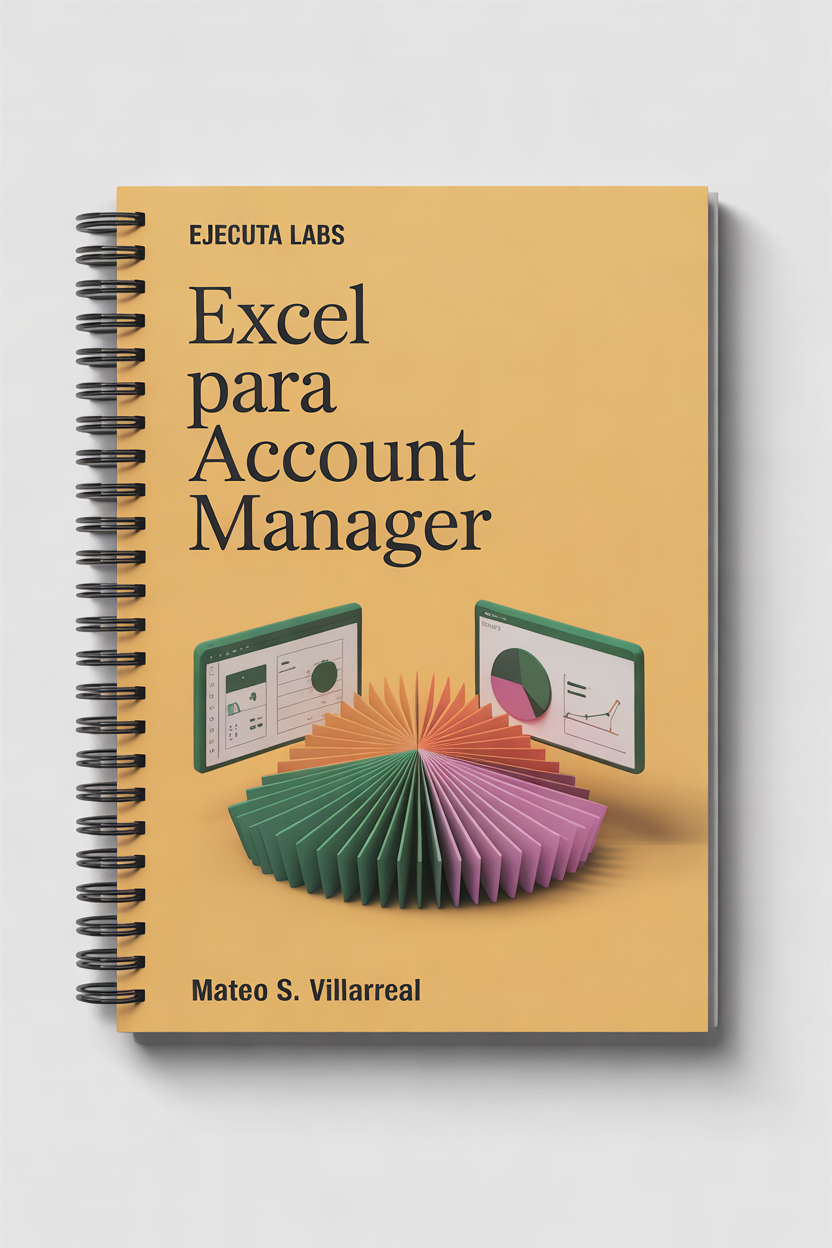 EJECUTA LABS
Excel
para
Account
Manager
Mateo S. Villarreal